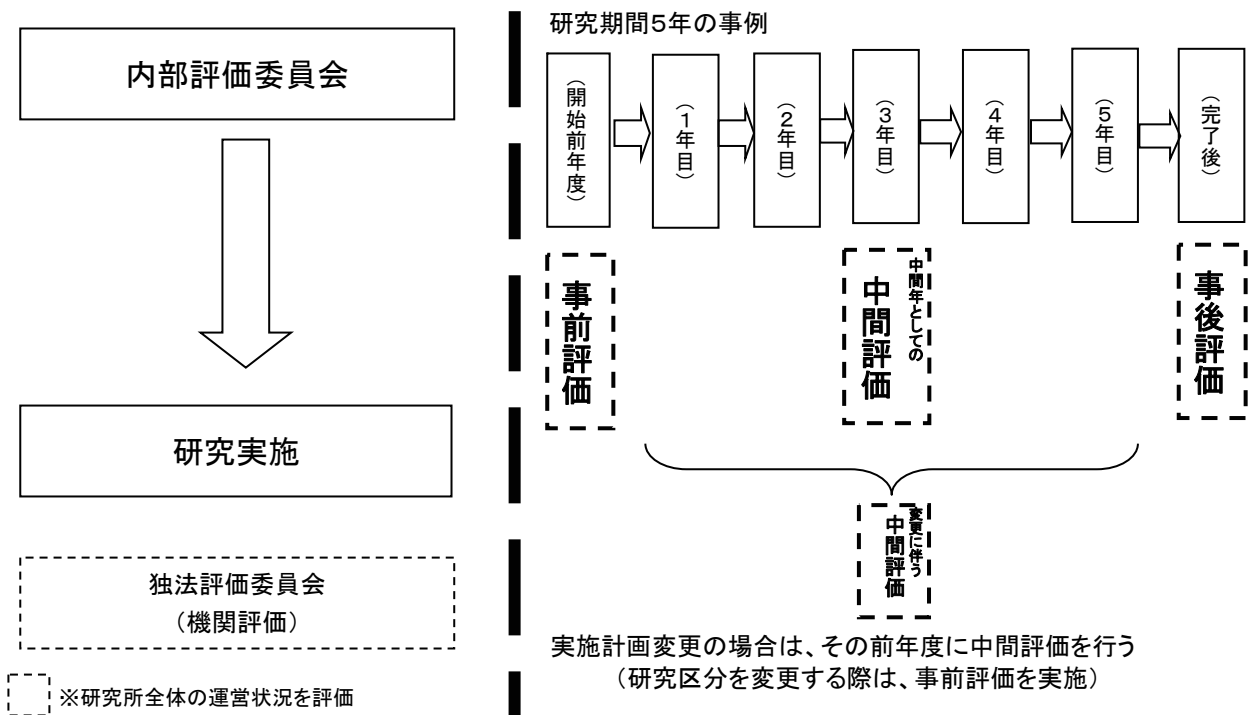 内部評価委員会
研究実施
独法評価委員会
（機関評価）
※研究所全体の運営状況を評価
研究期間5年の事例
（開始前年度）
（1年目）
（2年目）
（3年目）
（4年目）
（5年目）
（完了後）
事前評価
中間年としての
中間評価
事後評価
変更に伴う
中間評価
実施計画変更の場合は、その前年度に中間評価を行う
（研究区分を変更する際は、事前評価を実施）